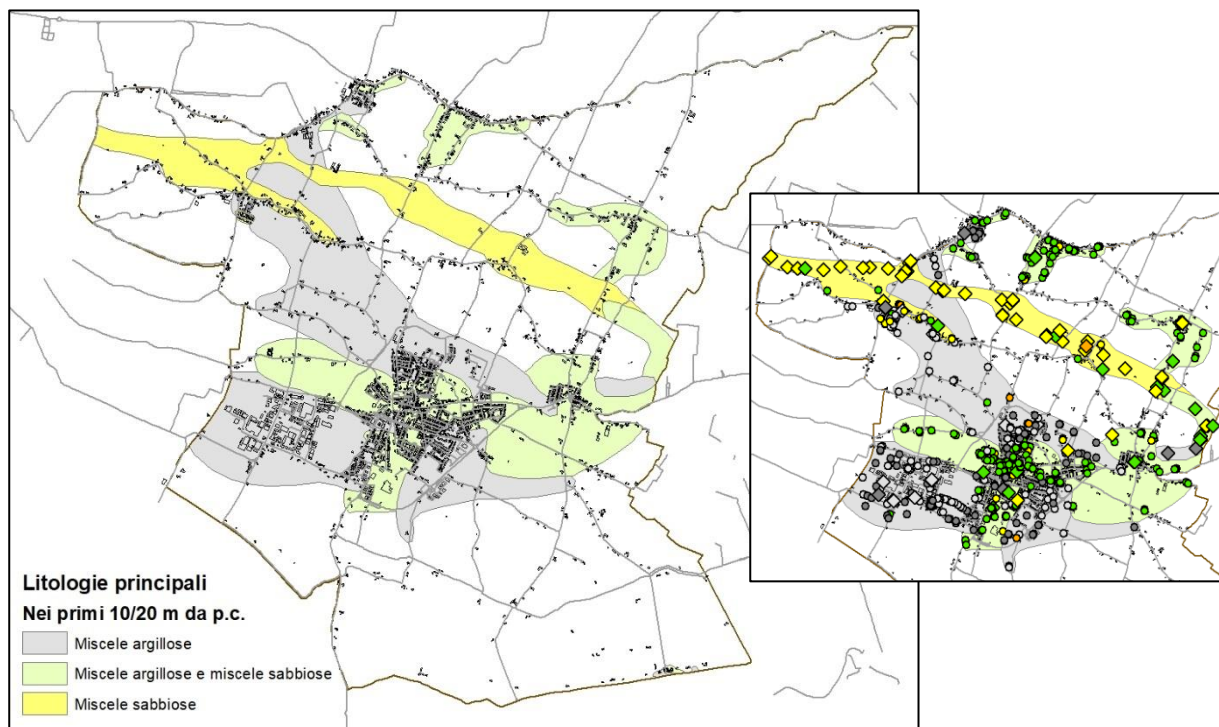 Litologie principali
Nei primi 10/20 m da p.c.
Miscele argillose
Miscele argillose e miscele sabbiose
Miscele sabbiose